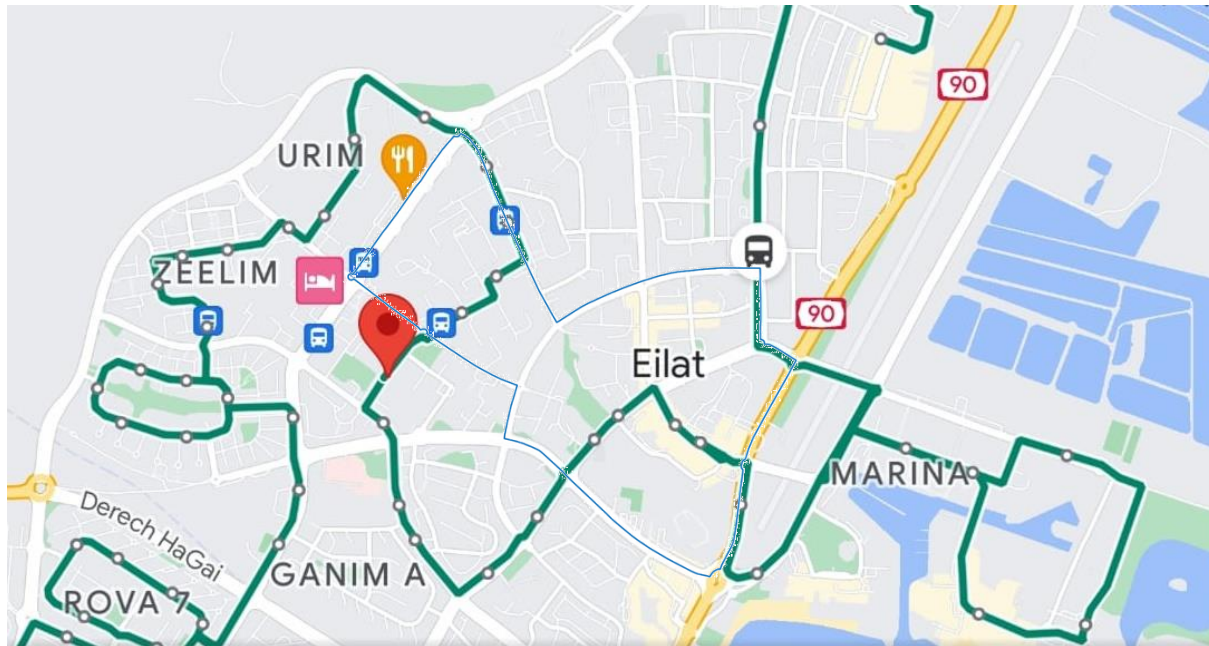 90
URIM
ZEELIM
90
Eilat
MARINA
Derech HaGai
GANIM A
ROVA 7